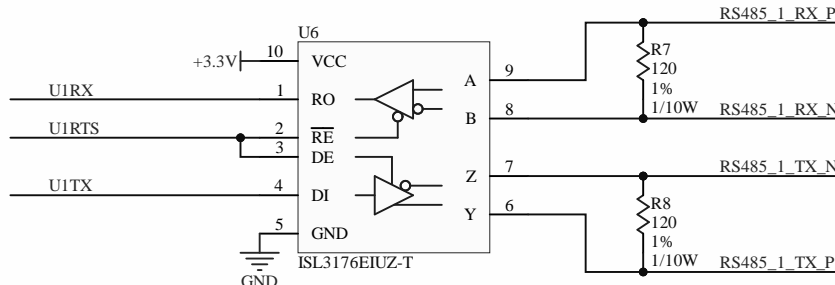 RS485_1_RX_P
U6
+3.3V 10 VCC
R7
120
1%
1/10W
A 9
U1RX 1 RO
B 8 RS485_1_RX_N
U1RTS 2 RE
3 DE
Z 7 RS485_1_TX_N
U1TX 4 DI
R8
120
1%
1/10W
Y 6
5 GND
ISL3176EIUZ-T
GND
RS485_1_TX_P